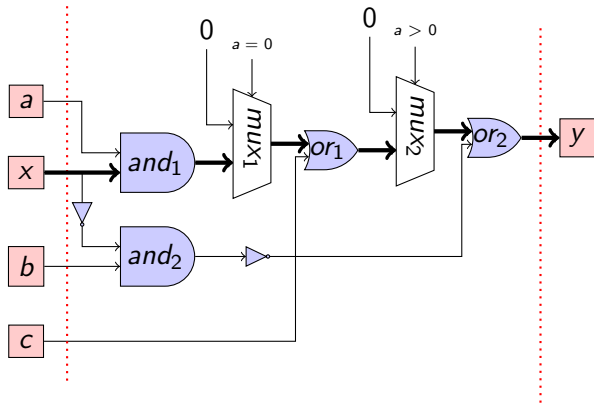 0
a = 0
0
a > 0
a
x
b
c
and₁
and₂
mux₁
or₁
mux₂
or₂
y